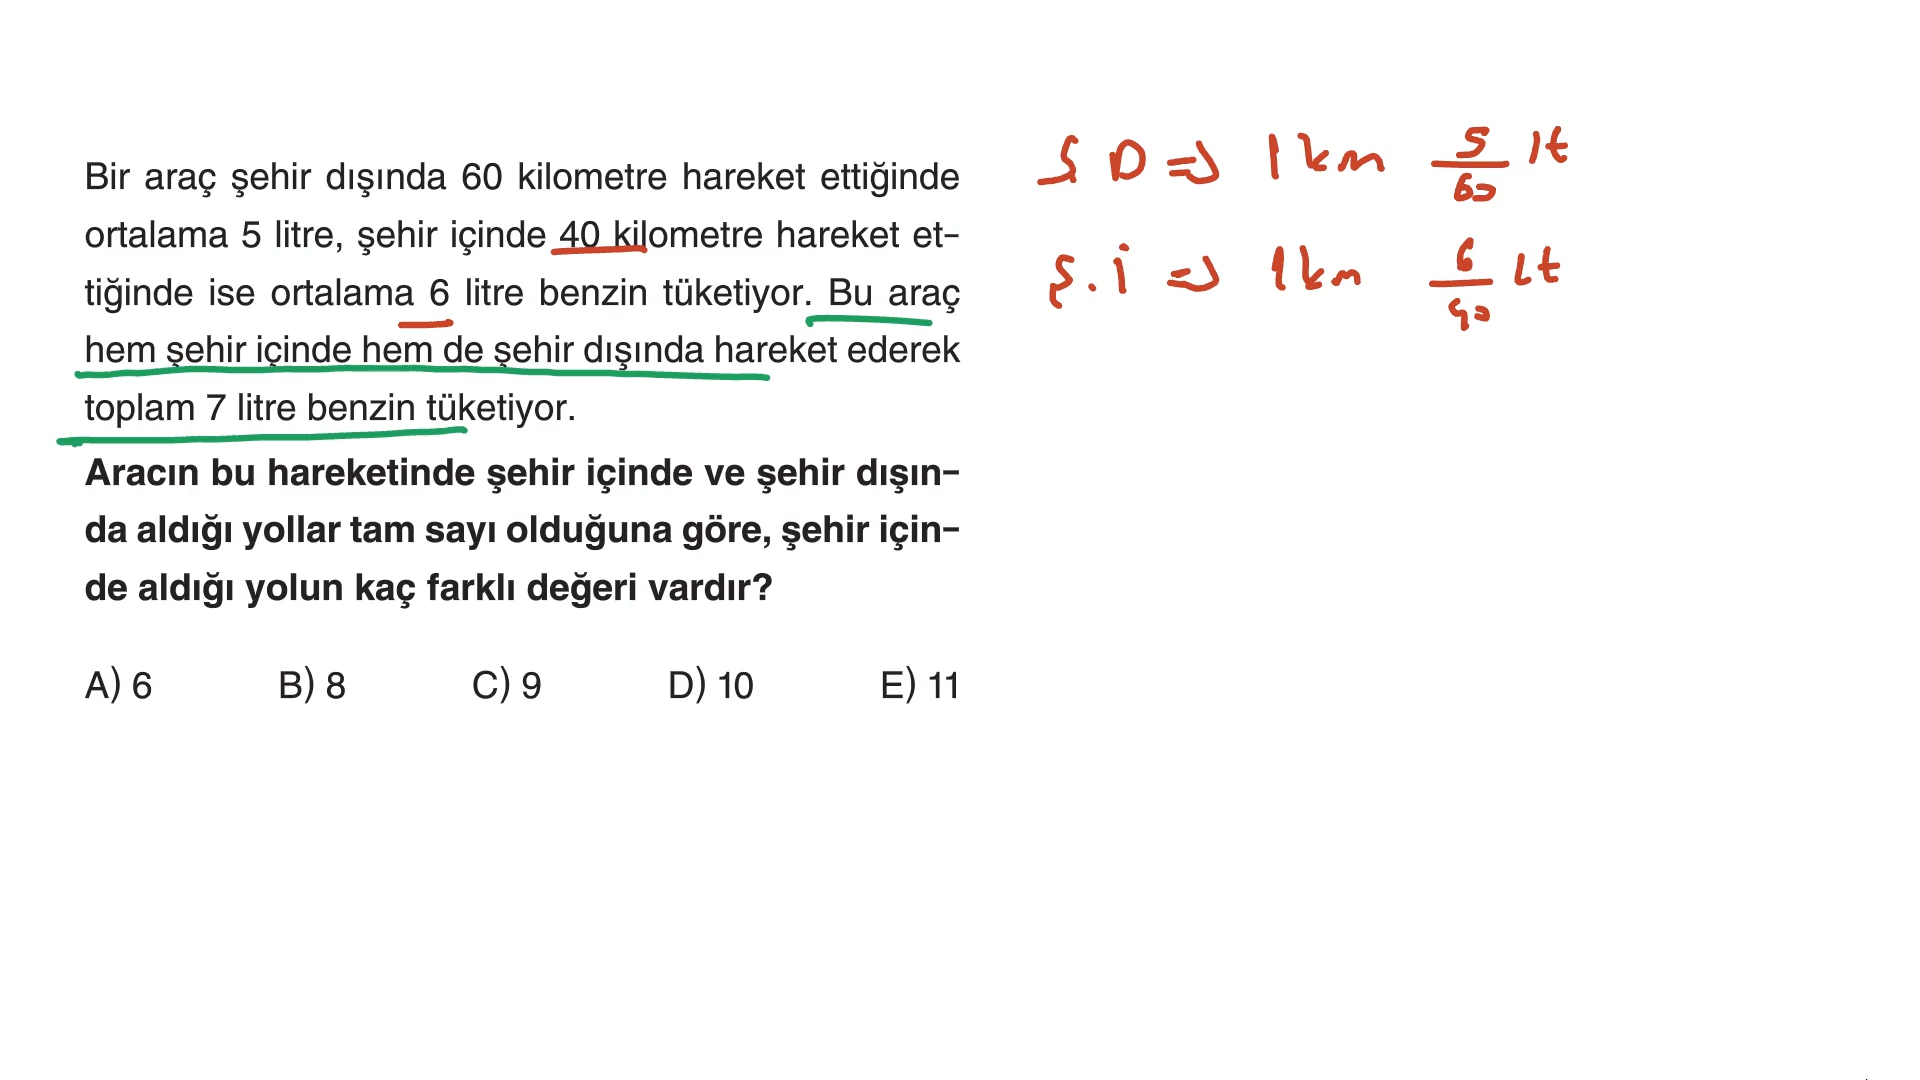 Bir araç şehir dışında 60 kilometre hareket ettiğinde
ortalama 5 litre, şehir içinde 40 kilometre hareket et-
tiğinde ise ortalama 6 litre benzin tüketiyor. Bu araç
hem şehir içinde hem de şehir dışında hareket ederek
toplam 7 litre benzin tüketiyor.
Aracın bu hareketinde şehir içinde ve şehir dışın-
da aldığı yollar tam sayı olduğuna göre, şehir için-
de aldığı yolun kaç farklı değeri vardır?
A) 6 B) 8 C) 9 D) 10 E) 11
Ş D ⇒ 1 km 5/60 lt
Ş.İ ⇒ 1 km 6/40 Lt